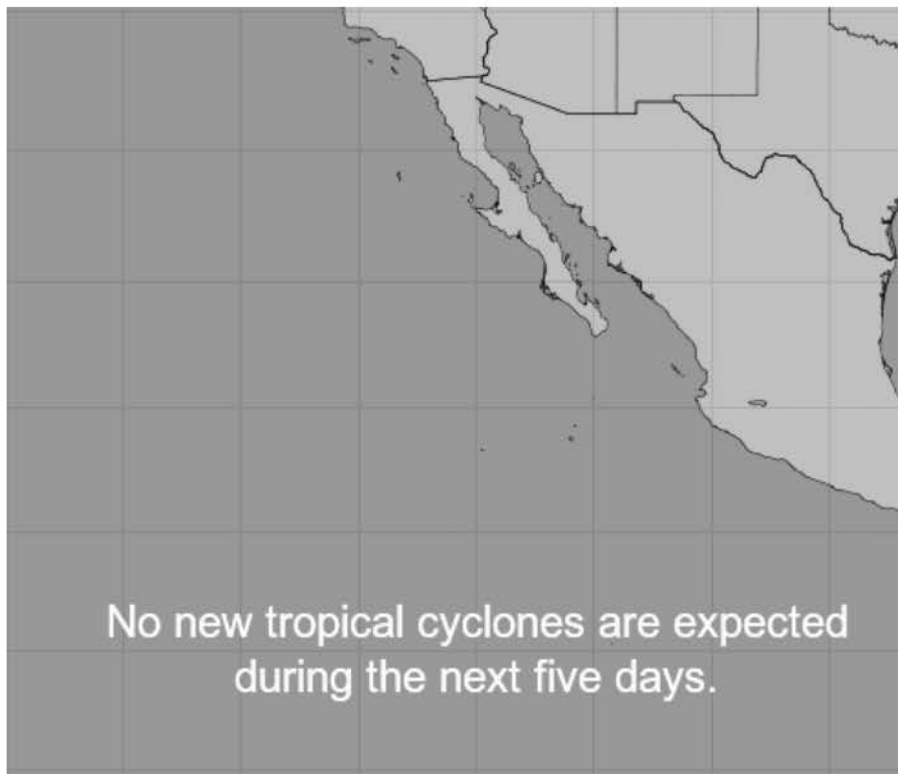 No new tropical cyclones are expected
during the next five days.